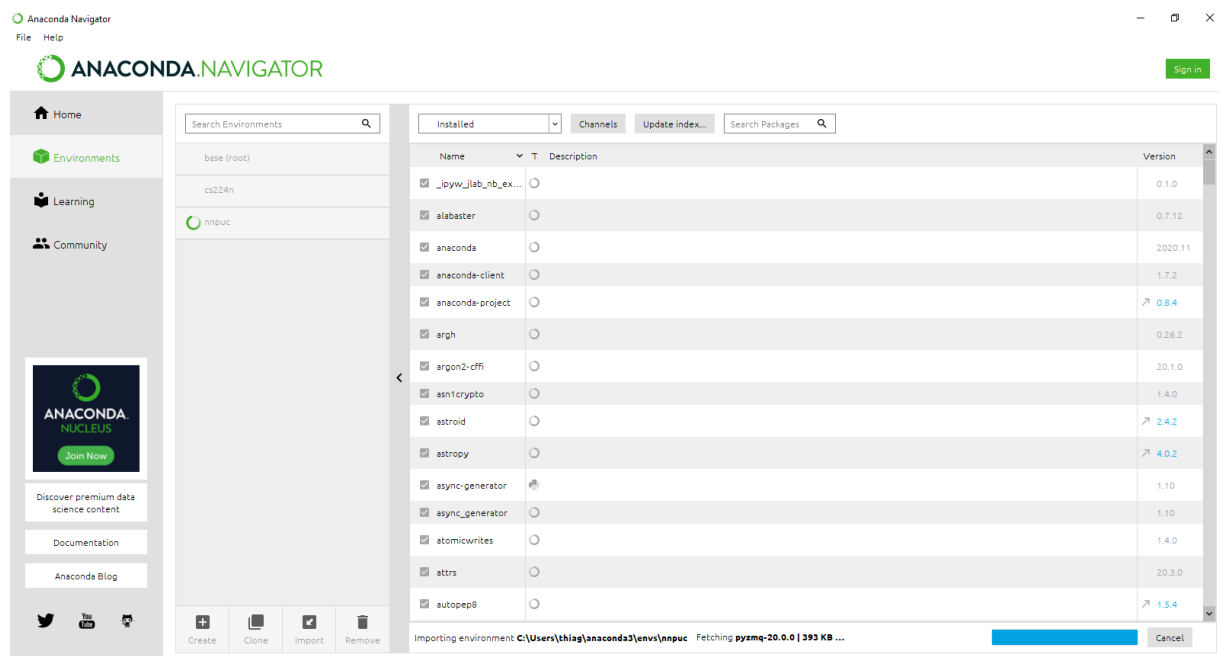 Anaconda Navigator
File Help
ANACONDA.NAVIGATOR
Sign in
Home
Environments
Learning
Community
ANACONDA.
NUCLEUS
Join Now
Discover premium data
science content
Documentation
Anaconda Blog
You
Tube
Search Environments
base (root)
cs224n
nnpuc
Create Clone Import Remove
Installed Channels Update index... Search Packages
Name T Description Version
_ipyw_jlab_nb_ex... 0.1.0
alabaster 0.7.12
anaconda 2020.11
anaconda-client 1.7.2
anaconda-project 0.8.4
argh 0.26.2
argon2-cffi 20.1.0
asn1crypto 1.4.0
astroid 2.4.2
astropy 4.0.2
async-generator 1.10
async_generator 1.10
atomicwrites 1.4.0
attrs 20.3.0
autopep8 1.5.4
Importing environment C:\Users\thiag\anaconda3\envs\nnpuc Fetching pyzmq-20.0.0 | 393 KB ... Cancel